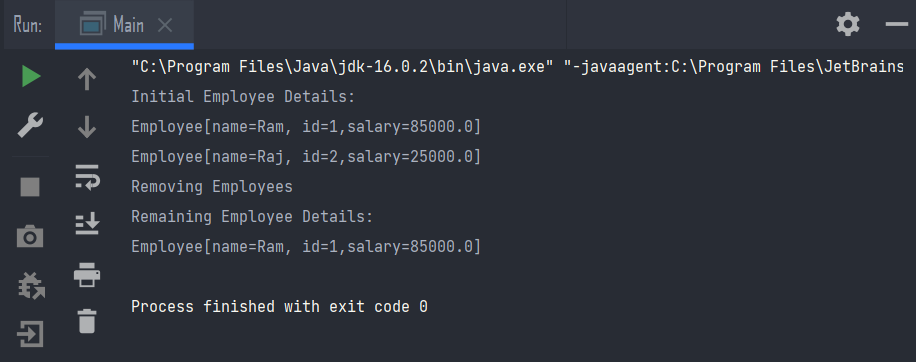 Run: Main
"C:\Program Files\Java\jdk-16.0.2\bin\java.exe" "-javaagent:C:\Program Files\JetBrains
Initial Employee Details:
Employee[name=Ram, id=1,salary=85000.0]
Employee[name=Raj, id=2,salary=25000.0]
Removing Employees
Remaining Employee Details:
Employee[name=Ram, id=1,salary=85000.0]
Process finished with exit code 0